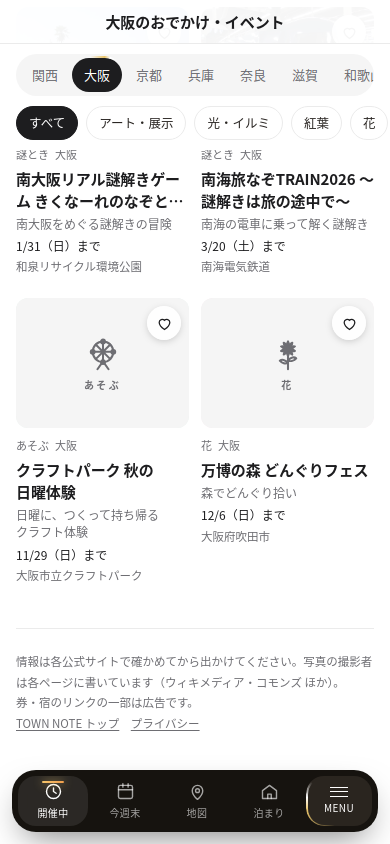 大阪のおでかけ・イベント
関西 大阪 京都 兵庫 奈良 滋賀
すべて アート・展示 光・イルミ 紅葉 花
謎とき 大阪
南大阪リアル謎解きゲー
ム きくなーれのなぞと…
南大阪をめぐる謎解きの冒険
1/31（日）まで
和泉リサイクル環境公園
謎とき 大阪
南海旅なぞTRAIN2026 〜
謎解きは旅の途中で〜
南海の電車に乗って解く謎解き
3/20（土）まで
南海電気鉄道
あそぶ
あそぶ 大阪
クラフトパーク 秋の
日曜体験
日曜に、つくって持ち帰る
クラフト体験
11/29（日）まで
大阪市立クラフトパーク
花
花 大阪
万博の森 どんぐりフェス
森でどんぐり拾い
12/6（日）まで
大阪府吹田市
情報は各公式サイトで確かめてから出かけてください。写真の撮影者
は各ページに書いています（ウィキメディア・コモンズ ほか）。
券・宿のリンクの一部は広告です。
TOWN NOTE トップ プライバシー
開催中 今週末 地図 泊まり MENU